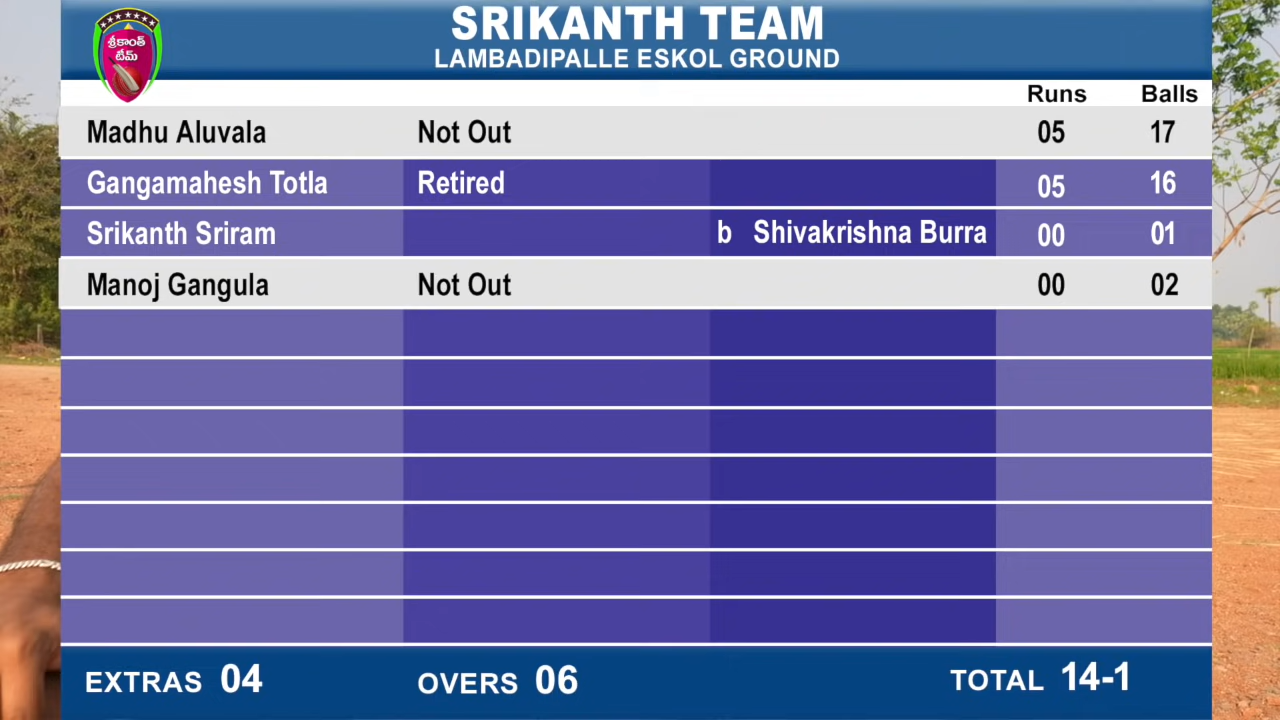 SRIKANTH TEAM
LAMBADIPALLE ESKOL GROUND
శ్రీకాంత్
టీమ్
Runs Balls
Madhu Aluvala Not Out 05 17
Gangamahesh Totla Retired 05 16
Srikanth Sriram b Shivakrishna Burra 00 01
Manoj Gangula Not Out 00 02
EXTRAS 04 OVERS 06 TOTAL 14-1